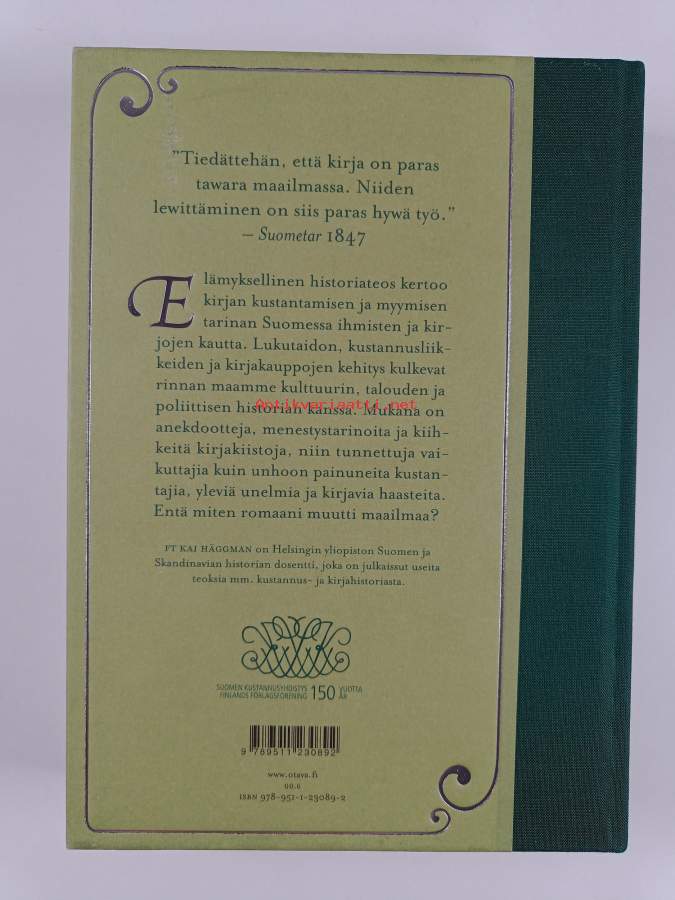 ”Tiedättehän, että kirja on paras
tawara maailmassa. Niiden
lewittäminen on siis paras hywä työ.”
– Suometar 1847
Elämyksellinen historiateos kertoo
kirjan kustantamisen ja myymisen
tarinan Suomessa ihmisten ja kir-
jojen kautta. Lukutaidon, kustannusliik-
keiden ja kirjakauppojen kehitys kulkevat
rinnan maamme kulttuurin, talouden ja
poliittisen historian kanssa. Mukana on
Antikvariaatti.net
anekdootteja, menestystarinoita ja kiih-
keitä kirjakiistoja, niin tunnettuja vai-
kuttajia kuin unhoon painuneita kustan-
tajia, yleviä unelmia ja kirjavia haasteita.
Entä miten romaani muutti maailmaa?
FT KAI HÄGGMAN on Helsingin yliopiston Suomen ja
Skandinavian historian dosentti, joka on julkaissut useita
teoksia mm. kustannus- ja kirjahistoriasta.
SUOMEN KUSTANNUSYHDISTYS 150 VUOTTA
FINLANDS FÖRLAGSFÖRENING ÅR
9 789511 230892
www.otava.fi
00.6
ISBN 978-951-1-23089-2